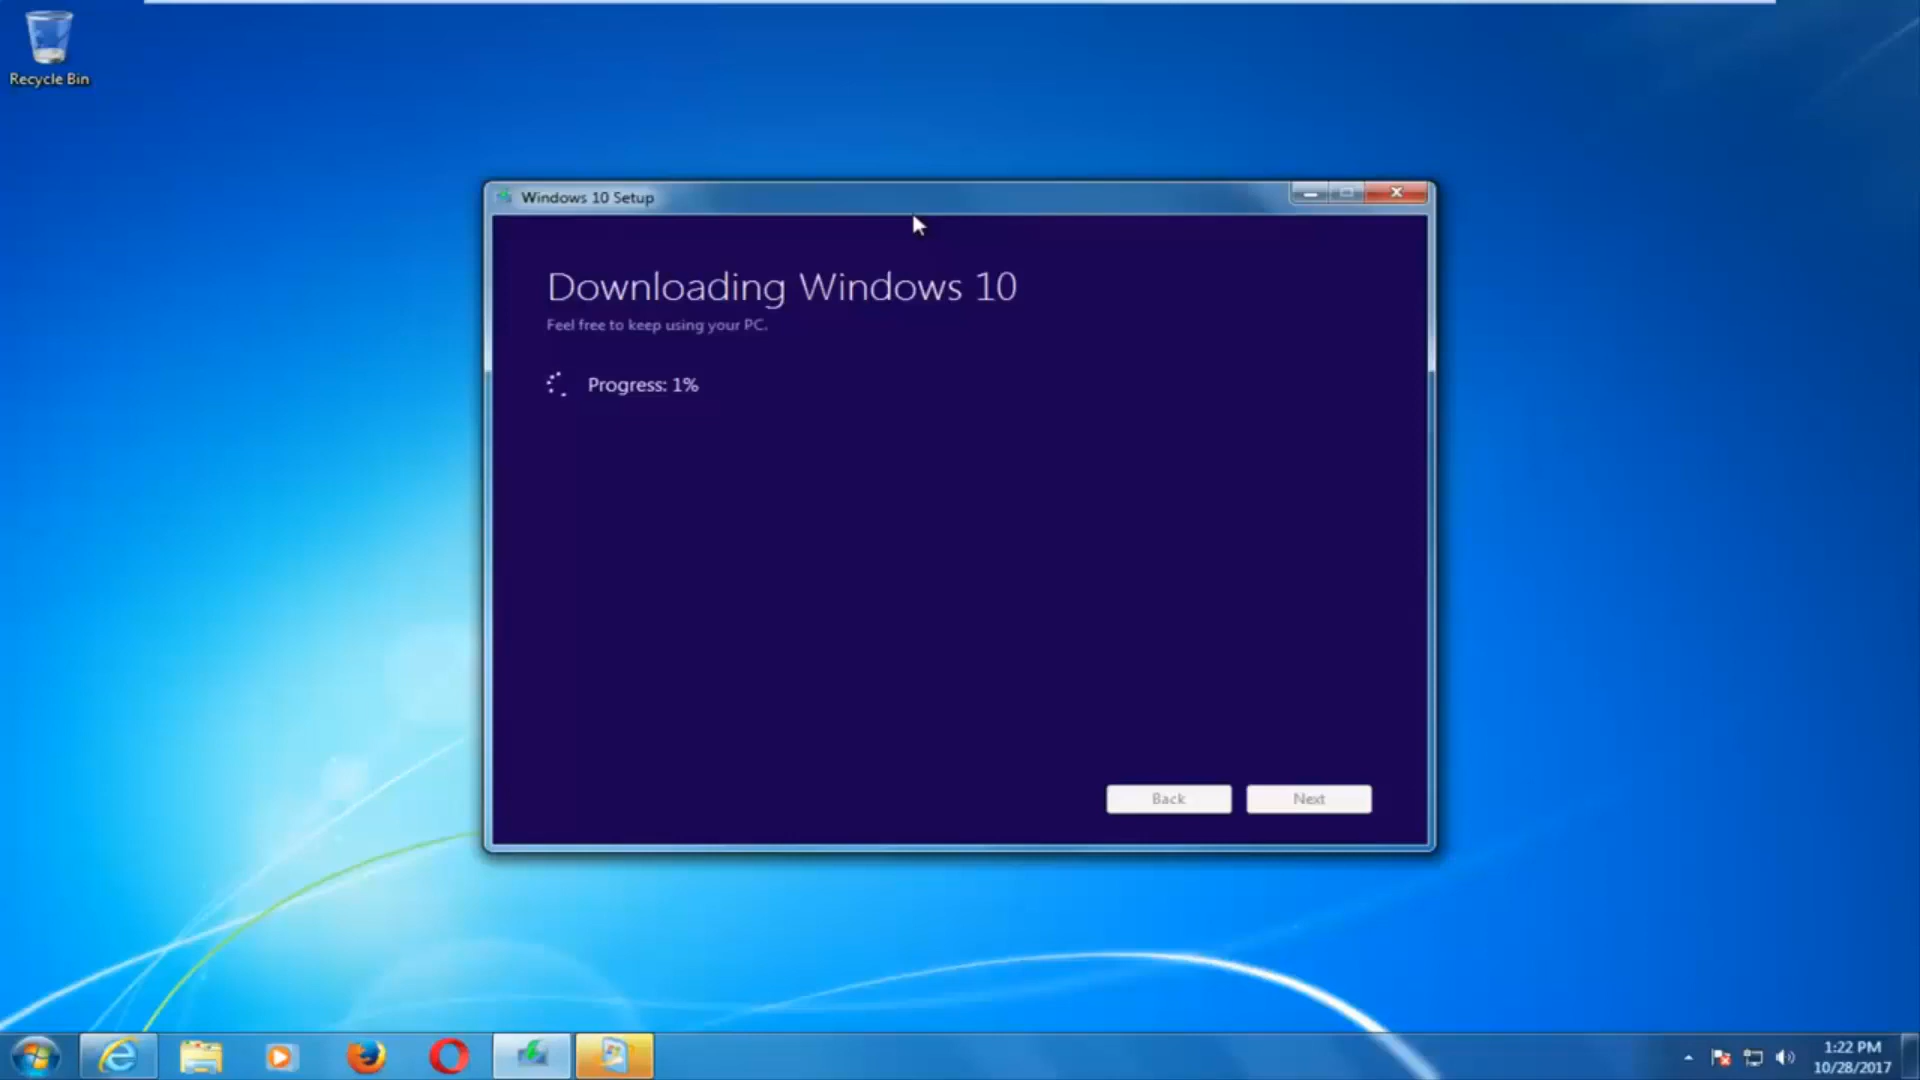 Recycle Bin
Windows 10 Setup
Downloading Windows 10
Feel free to keep using your PC.
Progress: 1%
Back
Next
1:22 PM
10/28/2017